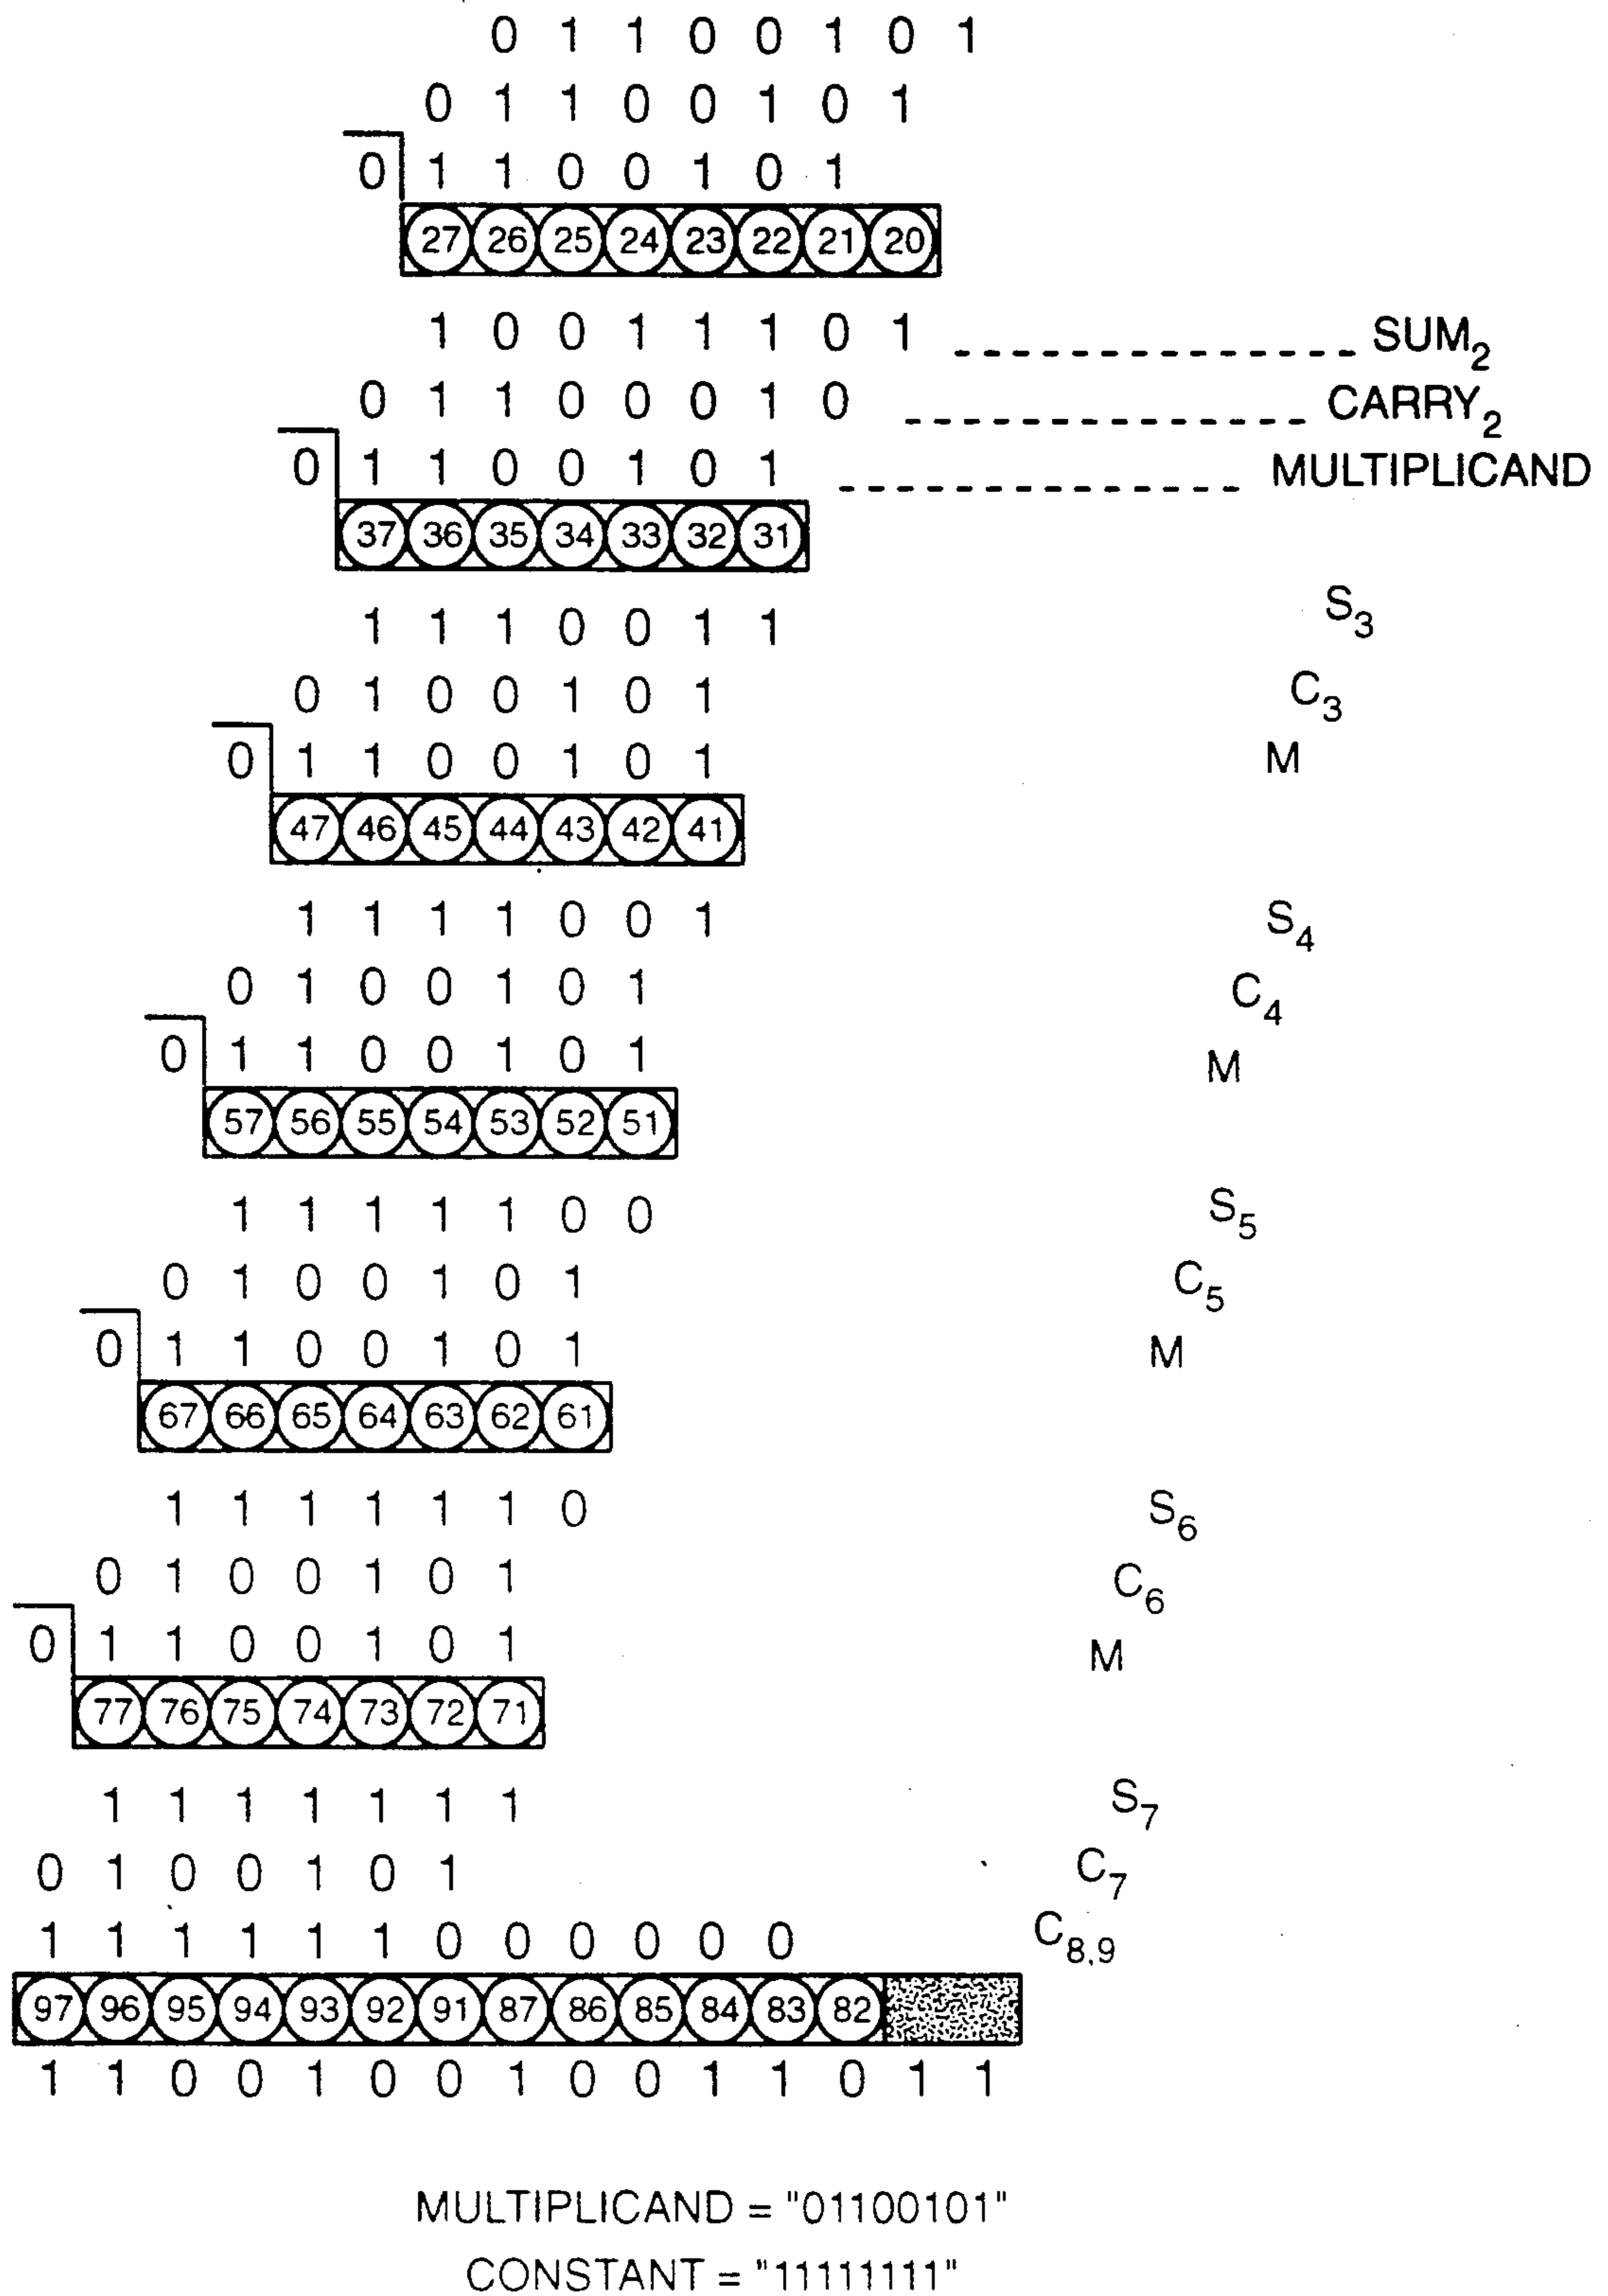 0 1 1 0 0 1 0 1
0 1 1 0 0 1 0 1
0 1 1 0 0 1 0 1
27 26 25 24 23 22 21 20
1 0 0 1 1 1 0 1 SUM2
0 1 1 0 0 0 1 0 CARRY2
0 1 1 0 0 1 0 1 MULTIPLICAND
37 36 35 34 33 32 31
1 1 1 0 0 1 1 S3
0 1 0 0 1 0 1 C3
0 1 1 0 0 1 0 1 M
47 46 45 44 43 42 41
1 1 1 1 0 0 1 S4
0 1 0 0 1 0 1 C4
0 1 1 0 0 1 0 1 M
57 56 55 54 53 52 51
1 1 1 1 1 0 0 S5
0 1 0 0 1 0 1 C5
0 1 1 0 0 1 0 1 M
67 66 65 64 63 62 61
1 1 1 1 1 1 0 S6
0 1 0 0 1 0 1 C6
0 1 1 0 0 1 0 1 M
77 76 75 74 73 72 71
1 1 1 1 1 1 1 S7
0 1 0 0 1 0 1 C7
1 1 1 1 1 1 0 0 0 0 0 0 C8,9
97 96 95 94 93 92 91 87 86 85 84 83 82
1 1 0 0 1 0 0 1 0 0 1 1 0 1 1
MULTIPLICAND = "01100101"
CONSTANT = "11111111"